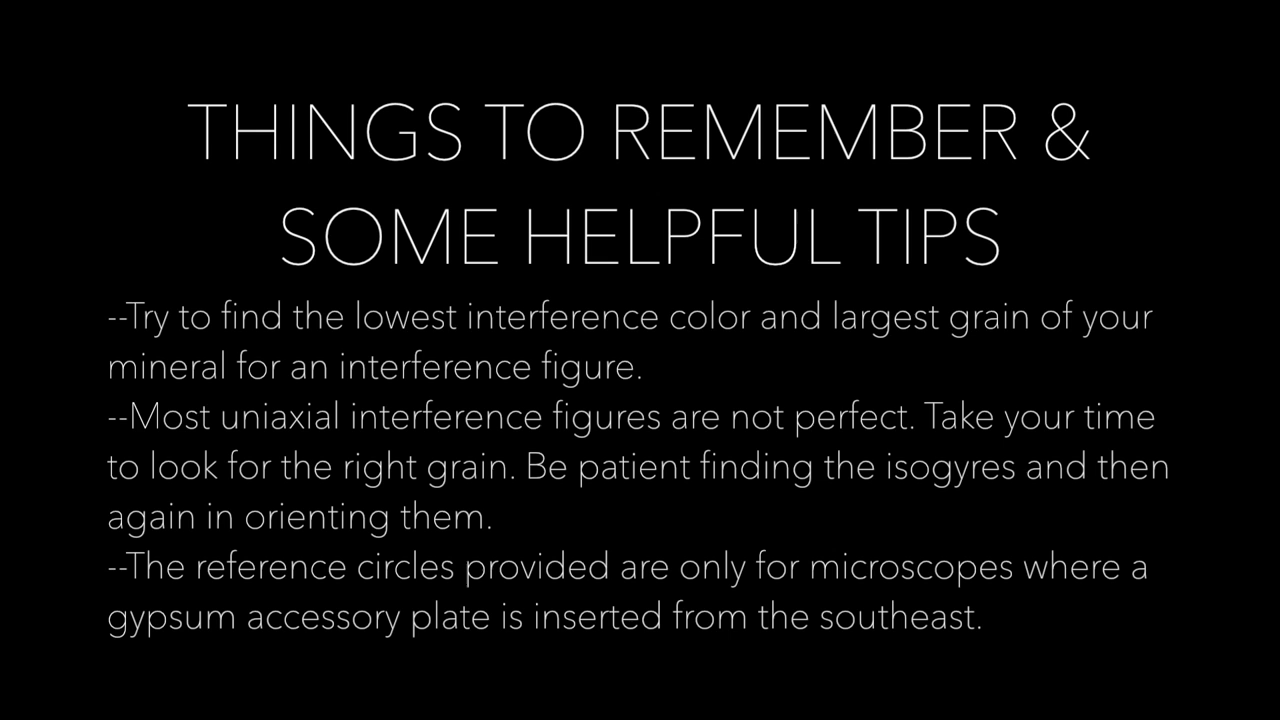 THINGS TO REMEMBER &
SOME HELPFUL TIPS
--Try to find the lowest interference color and largest grain of your
mineral for an interference figure.
--Most uniaxial interference figures are not perfect. Take your time
to look for the right grain. Be patient finding the isogyres and then
again in orienting them.
--The reference circles provided are only for microscopes where a
gypsum accessory plate is inserted from the southeast.